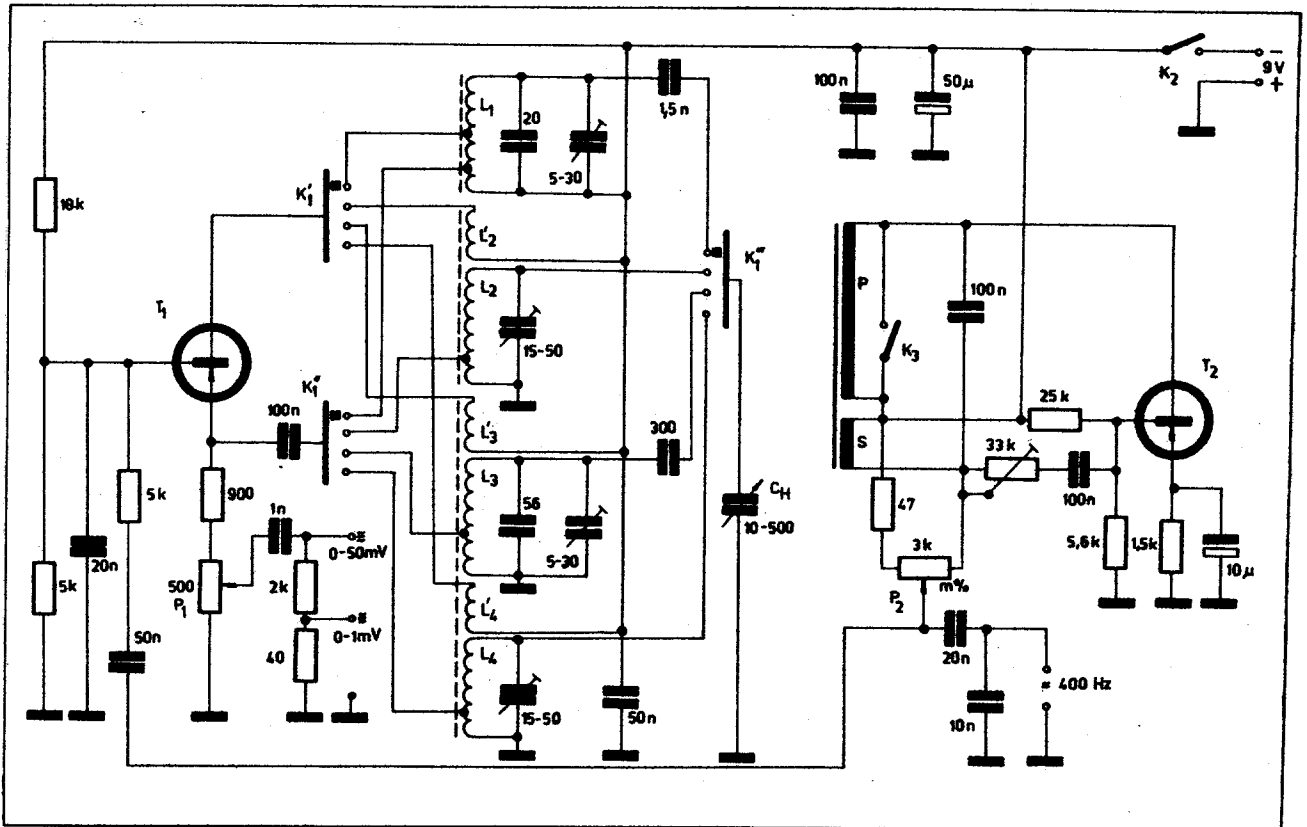 18k
5k
20n
50n
5k
T1
900
500
P1
1n
2k
40
≈
0-50mV
≈
0-1mV
100n
K1'
K1"
L1
20
5-30
1,5n
L'2
L2
15-50
L'3
L3
56
5-30
300
L'4
L4
15-50
50n
K1"'
CH
10-500
100n
50µ
K2
−
9V
+
P
S
K3
100n
25k
33k
100n
47
3k
P2
m%
5,6k
1,5k
10µ
T2
20n
10n
≈ 400 Hz